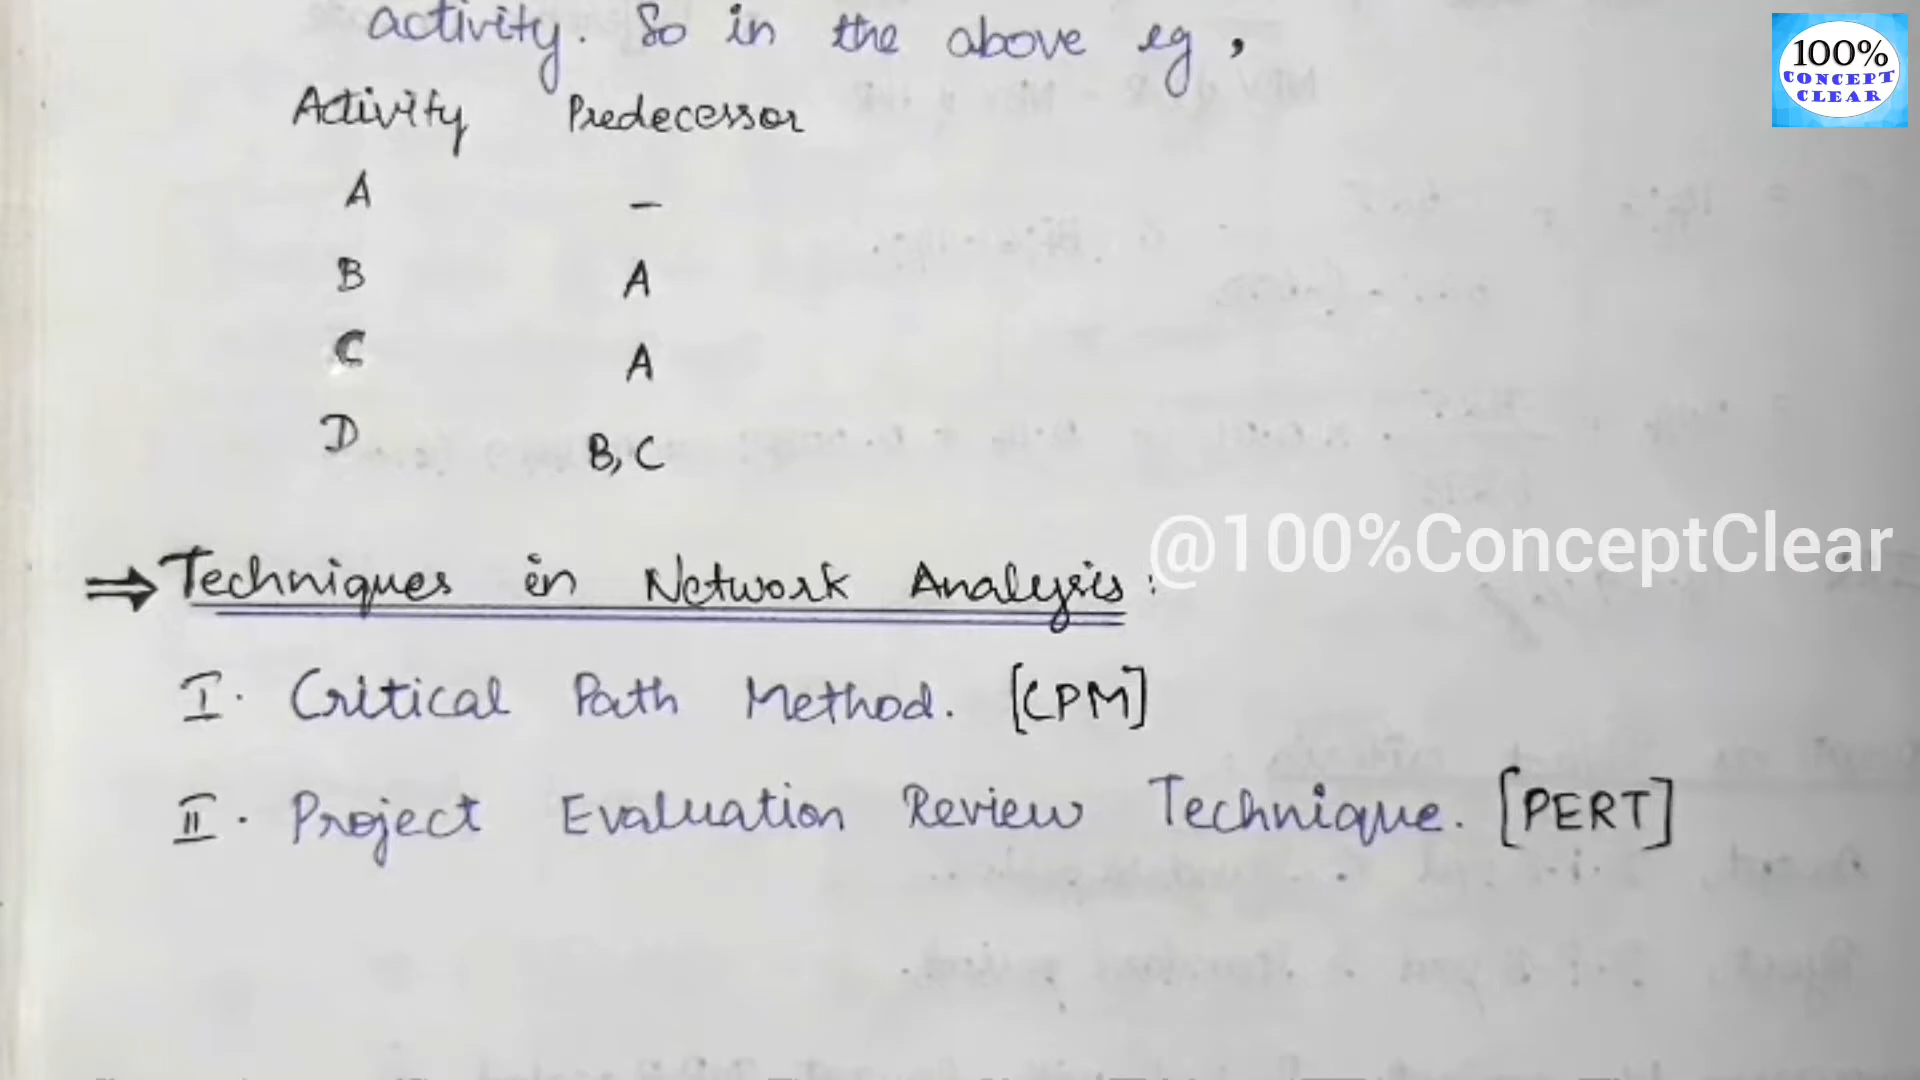 activity. So in the above eg,
Activity Predecessor
A –
B A
C A
D B, C
⇒ Techniques in Network Analysis:
I. Critical Path Method. [CPM]
II. Project Evaluation Review Technique. [PERT]
100%
CONCEPT
CLEAR
@100%ConceptClear